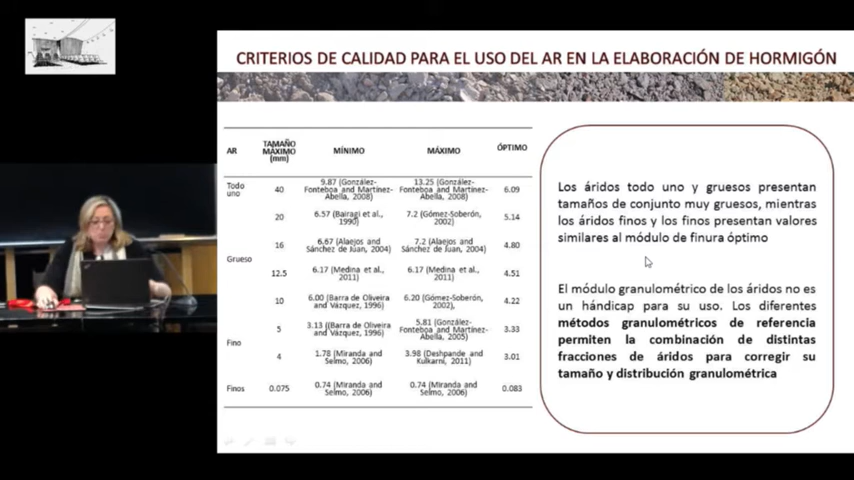 CRITERIOS DE CALIDAD PARA EL USO DEL AR EN LA ELABORACIÓN DE HORMIGÓN
AR TAMAÑO MÁXIMO (mm) MÍNIMO MÁXIMO ÓPTIMO
Todo uno 40 9.87 (González-Fonteboa and Martínez-Abella, 2008) 13.25 (González-Fonteboa and Martínez-Abella, 2008) 6.09
Grueso 20 6.57 (Bairagi et al., 1990) 7.2 (Gómez-Soberón, 2002) 5.14
16 6.67 (Alaejos and Sánchez de Juan, 2004) 7.2 (Alaejos and Sánchez de Juan, 2004) 4.80
12.5 6.17 (Medina et al., 2011) 6.17 (Medina et al., 2011) 4.51
10 6.00 (Barra de Oliveira and Vázquez, 1996) 6.20 (Gómez-Soberón, 2002), 4.22
Fino 5 3.13 ((Barra de Oliveira and Vázquez, 1996) 5.81 (González-Fonteboa and Martínez-Abella, 2005) 3.33
4 1.78 (Miranda and Selmo, 2006) 3.98 (Deshpande and Kulkarni, 2011) 3.01
Finos 0.075 0.74 (Miranda and Selmo, 2006) 0.74 (Miranda and Selmo, 2006) 0.083
Los áridos todo uno y gruesos presentan
tamaños de conjunto muy gruesos, mientras
los áridos finos y los finos presentan valores
similares al módulo de finura óptimo
El módulo granulométrico de los áridos no es
un hándicap para su uso. Los diferentes
métodos granulométricos de referencia
permiten la combinación de distintas
fracciones de áridos para corregir su
tamaño y distribución granulométrica